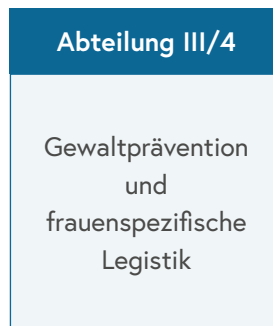 Abteilung III/4
Gewaltprävention
und
frauenspezifische
Legistik